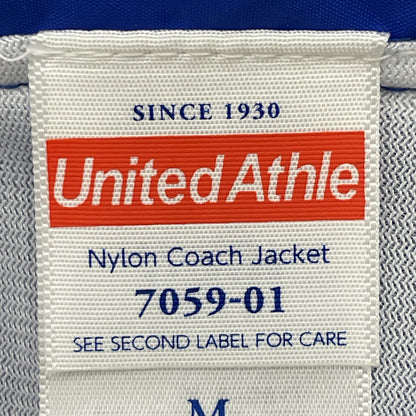 SINCE 1930
United Athle
Nylon Coach Jacket
7059-01
SEE SECOND LABEL FOR CARE
M